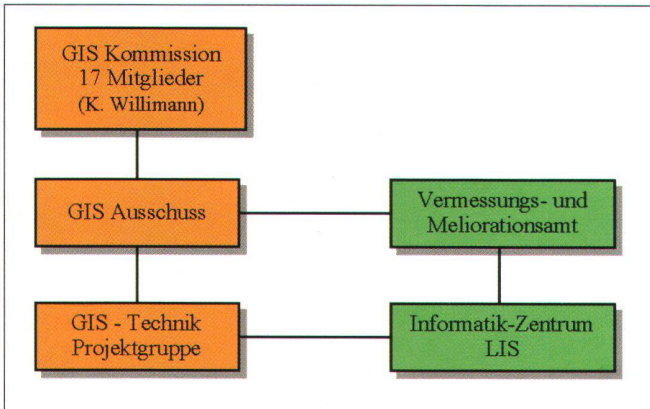 GIS Kommission
17 Mitglieder
(K. Willimann)
GIS Ausschuss
Vermessungs- und
Meliorationsamt
GIS - Technik
Projektgruppe
Informatik-Zentrum
LIS